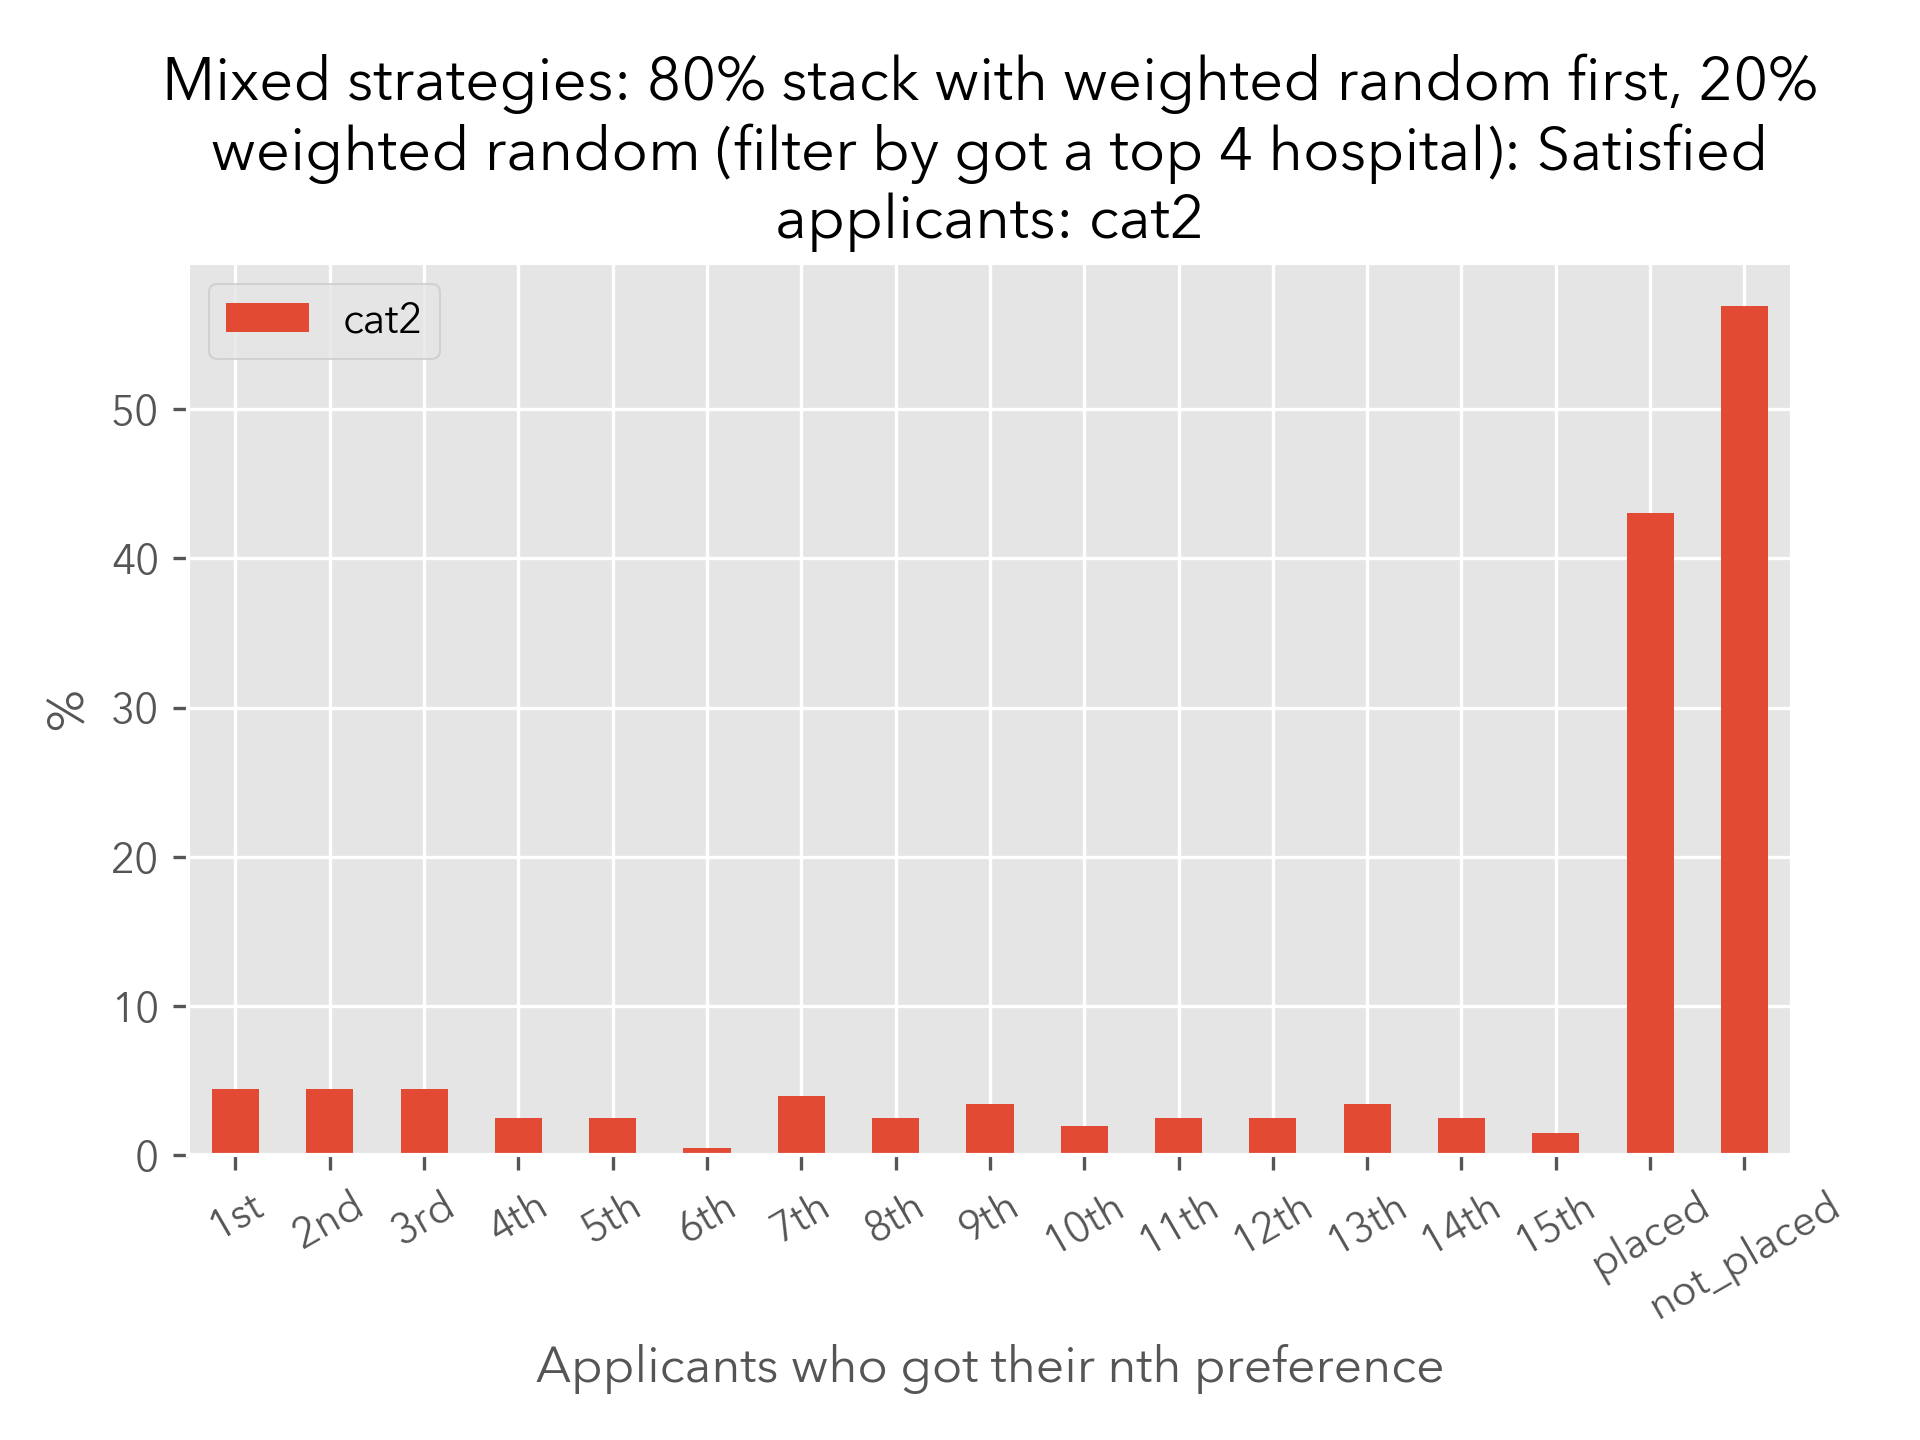 Mixed strategies: 80% stack with weighted random first, 20%
weighted random (filter by got a top 4 hospital): Satisfied
applicants: cat2
cat2
50
40
30
20
10
0
%
1st
2nd
3rd
4th
5th
6th
7th
8th
9th
10th
11th
12th
13th
14th
15th
placed
not_placed
Applicants who got their nth preference